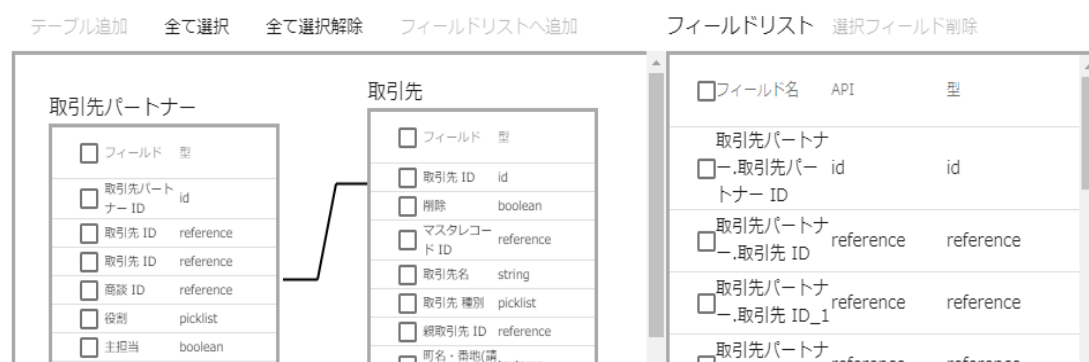 テーブル追加 全て選択 全て選択解除 フィールドリストへ追加
取引先パートナー
フィールド 型
取引先パート
ナー ID
id
取引先 ID reference
取引先 ID reference
商談 ID reference
役割 picklist
主担当 boolean
取引先
フィールド 型
取引先 ID id
削除 boolean
マスタレコー
ド ID
reference
取引先名 string
取引先 種別 picklist
親取引先 ID reference
町名・番地(請
フィールドリスト 選択フィールド削除
フィールド名 API 型
取引先パートナ
ー.取引先パー
トナー ID
id id
取引先パートナ
ー.取引先 ID
reference reference
取引先パートナ
ー.取引先 ID_1
reference reference
取引先パートナ
reference reference